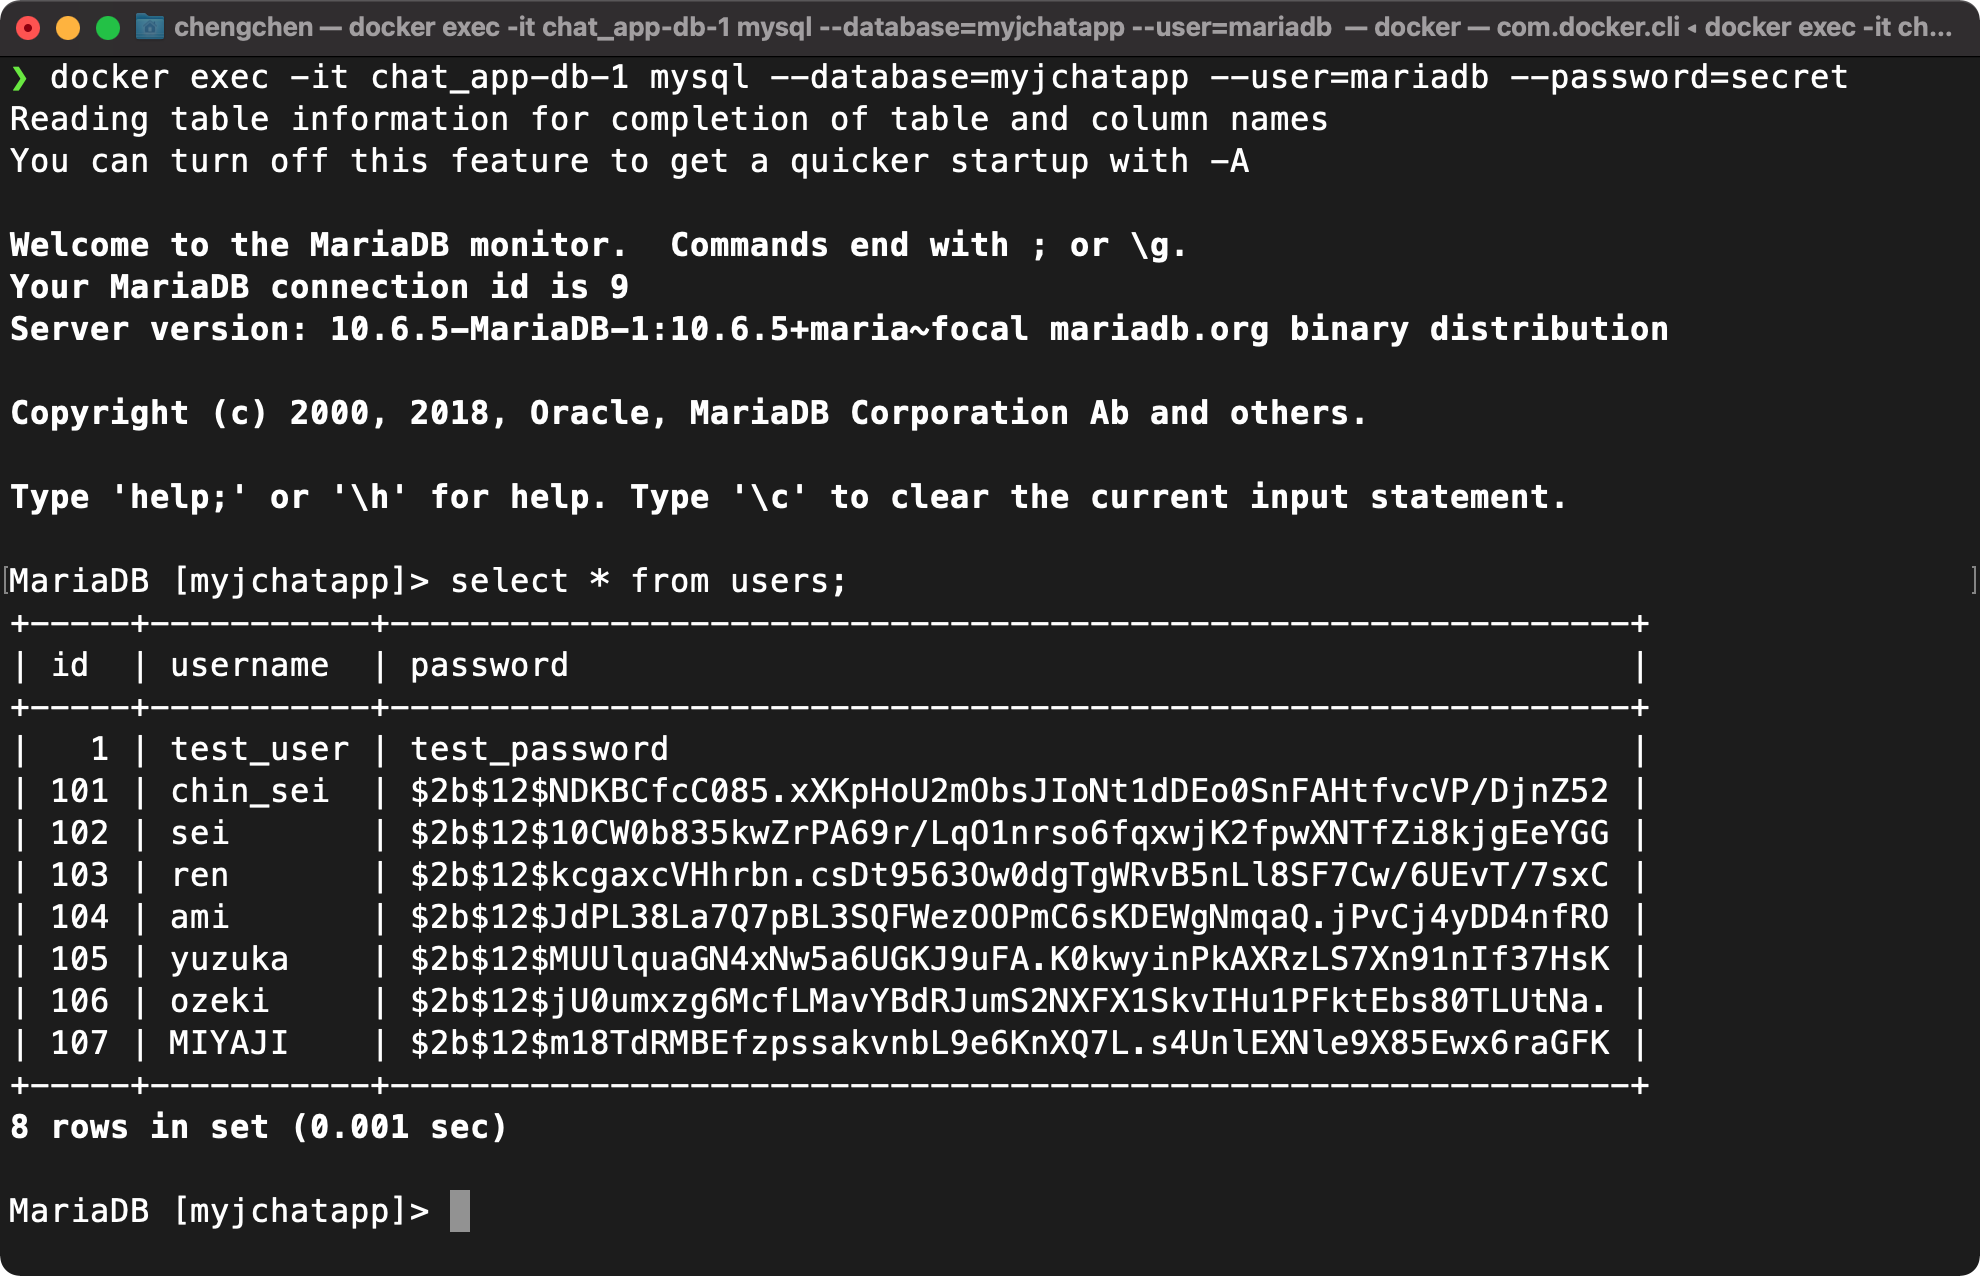 chengchen — docker exec -it chat_app-db-1 mysql --database=myjchatapp --user=mariadb — docker — com.docker.cli ◂ docker exec -it ch...
❯ docker exec -it chat_app-db-1 mysql --database=myjchatapp --user=mariadb --password=secret
Reading table information for completion of table and column names
You can turn off this feature to get a quicker startup with -A
Welcome to the MariaDB monitor.  Commands end with ; or \g.
Your MariaDB connection id is 9
Server version: 10.6.5-MariaDB-1:10.6.5+maria~focal mariadb.org binary distribution
Copyright (c) 2000, 2018, Oracle, MariaDB Corporation Ab and others.
Type 'help;' or '\h' for help. Type '\c' to clear the current input statement.
MariaDB [myjchatapp]> select * from users;
+-----+-----------+--------------------------------------------------------------+
| id  | username  | password                                                     |
+-----+-----------+--------------------------------------------------------------+
|   1 | test_user | test_password                                                |
| 101 | chin_sei  | $2b$12$NDKBCfcC085.xXKpHoU2mObsJIoNt1dDEo0SnFAHtfvcVP/DjnZ52 |
| 102 | sei       | $2b$12$10CW0b835kwZrPA69r/LqO1nrso6fqxwjK2fpwXNTfZi8kjgEeYGG |
| 103 | ren       | $2b$12$kcgaxcVHhrbn.csDt9563Ow0dgTgWRvB5nLl8SF7Cw/6UEvT/7sxC |
| 104 | ami       | $2b$12$JdPL38La7Q7pBL3SQFWezOOPmC6sKDEWgNmqaQ.jPvCj4yDD4nfRO |
| 105 | yuzuka    | $2b$12$MUUlquaGN4xNw5a6UGKJ9uFA.K0kwyinPkAXRzLS7Xn91nIf37HsK |
| 106 | ozeki     | $2b$12$jU0umxzg6McfLMavYBdRJumS2NXFX1SkvIHu1PFktEbs80TLUtNa. |
| 107 | MIYAJI    | $2b$12$m18TdRMBEfzpssakvnbL9e6KnXQ7L.s4UnlEXNle9X85Ewx6raGFK |
+-----+-----------+--------------------------------------------------------------+
8 rows in set (0.001 sec)
MariaDB [myjchatapp]>